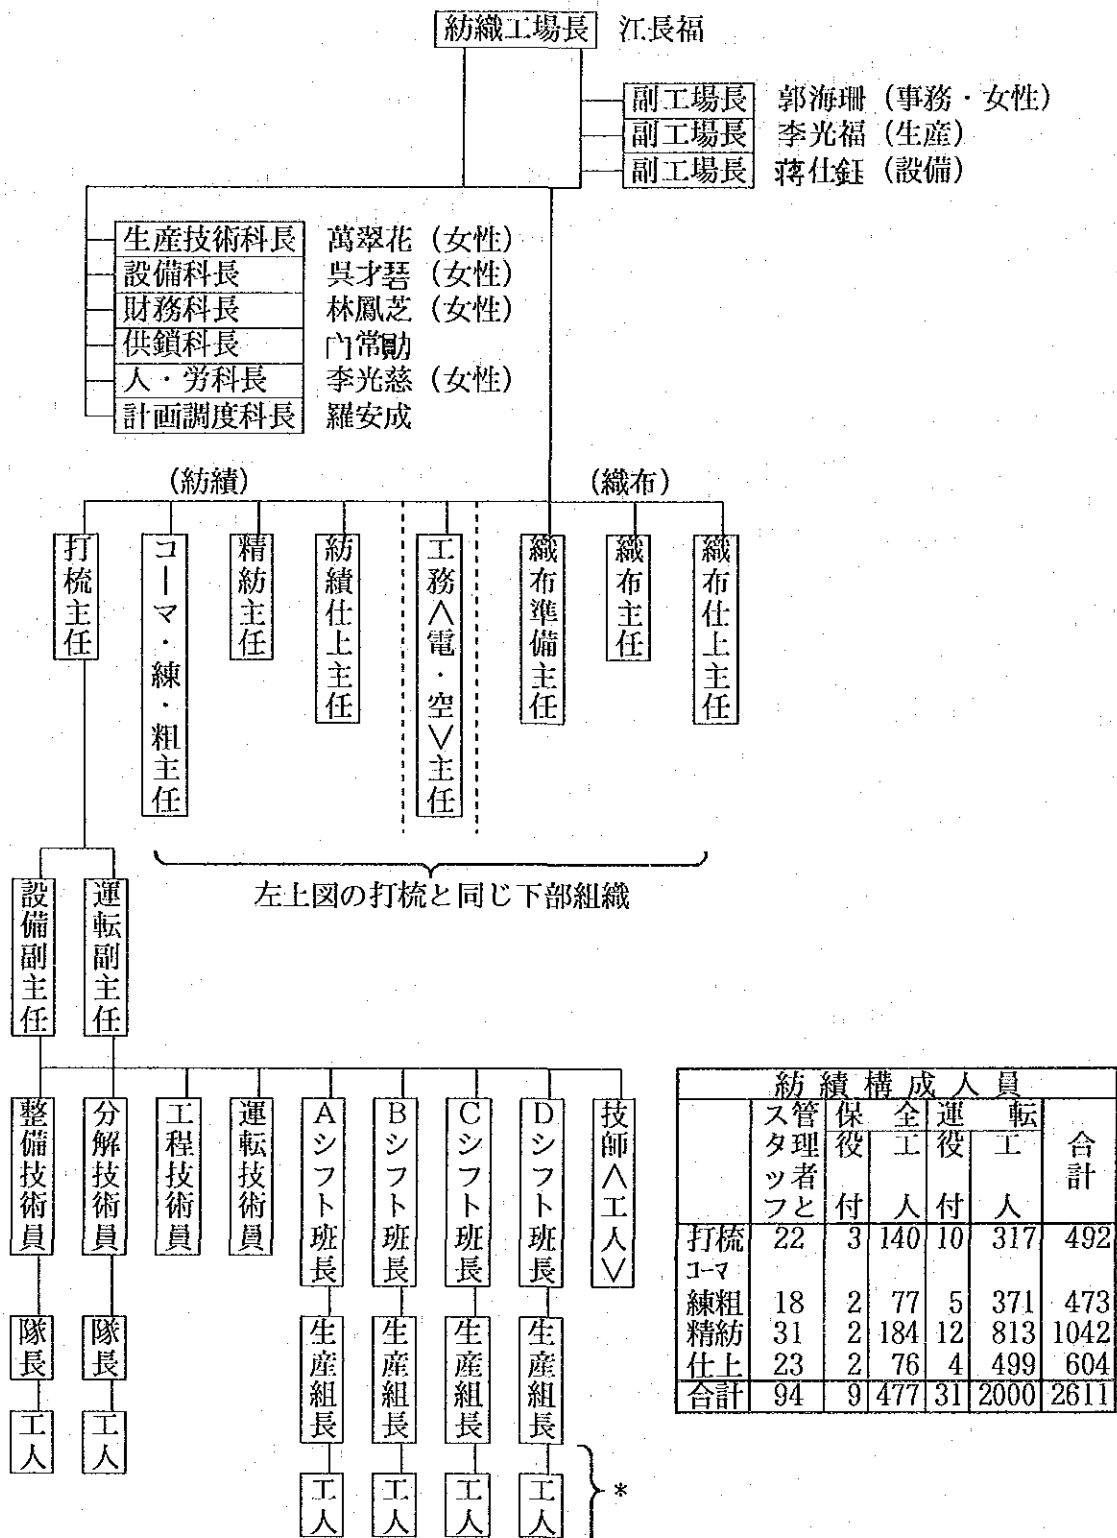 紡織工場長 江長福
副工場長 郭海珊 (事務・女性)
副工場長 李光福 (生産)
副工場長 蒋仕鈺 (設備)
生産技術科長 萬翠花 (女性)
設備科長 呉才碧 (女性)
財務科長 林鳳芝 (女性)
供鎖科長 常勛
人・労科長 李光慈 (女性)
計画調度科長 羅安成
(紡績)
(織布)
打梳主任
コーマ・練・粗主任
精紡主任
紡績仕上主任
工務<電・空>主任
織布準備主任
織布主任
織布仕上主任
左上図の打梳と同じ下部組織
設備副主任
運転副主任
整備技術員
分解技術員
工程技術員
運転技術員
Aシフト班長
Bシフト班長
Cシフト班長
Dシフト班長
技師<工人>
隊長
隊長
生産組長
生産組長
生産組長
生産組長
工人
工人
工人
工人
工人
工人
*
紡績構成人員
管理者とスタッフ 保全 運転 合計
役付 工人 役付 工人
打梳 22 3 140 10 317 492
コーマ
練粗 18 2 77 5 371 473
精紡 31 2 184 12 813 1042
仕上 23 2 76 4 499 604
合計 94 9 477 31 2000 2611